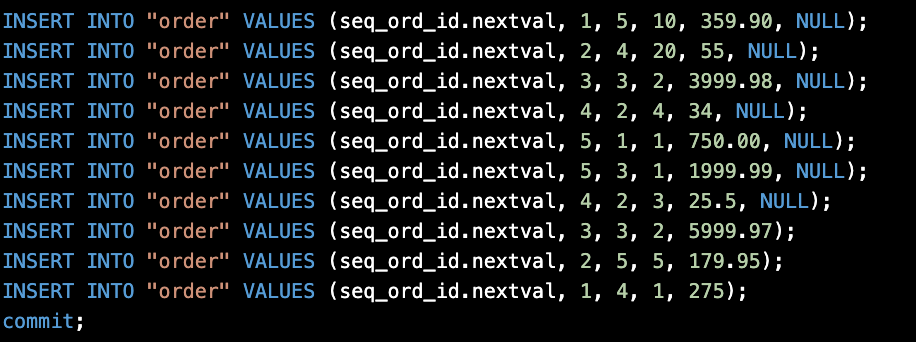 INSERT INTO "order" VALUES (seq_ord_id.nextval, 1, 5, 10, 359.90, NULL);
INSERT INTO "order" VALUES (seq_ord_id.nextval, 2, 4, 20, 55, NULL);
INSERT INTO "order" VALUES (seq_ord_id.nextval, 3, 3, 2, 3999.98, NULL);
INSERT INTO "order" VALUES (seq_ord_id.nextval, 4, 2, 4, 34, NULL);
INSERT INTO "order" VALUES (seq_ord_id.nextval, 5, 1, 1, 750.00, NULL);
INSERT INTO "order" VALUES (seq_ord_id.nextval, 5, 3, 1, 1999.99, NULL);
INSERT INTO "order" VALUES (seq_ord_id.nextval, 4, 2, 3, 25.5, NULL);
INSERT INTO "order" VALUES (seq_ord_id.nextval, 3, 3, 2, 5999.97);
INSERT INTO "order" VALUES (seq_ord_id.nextval, 2, 5, 5, 179.95);
INSERT INTO "order" VALUES (seq_ord_id.nextval, 1, 4, 1, 275);
commit;